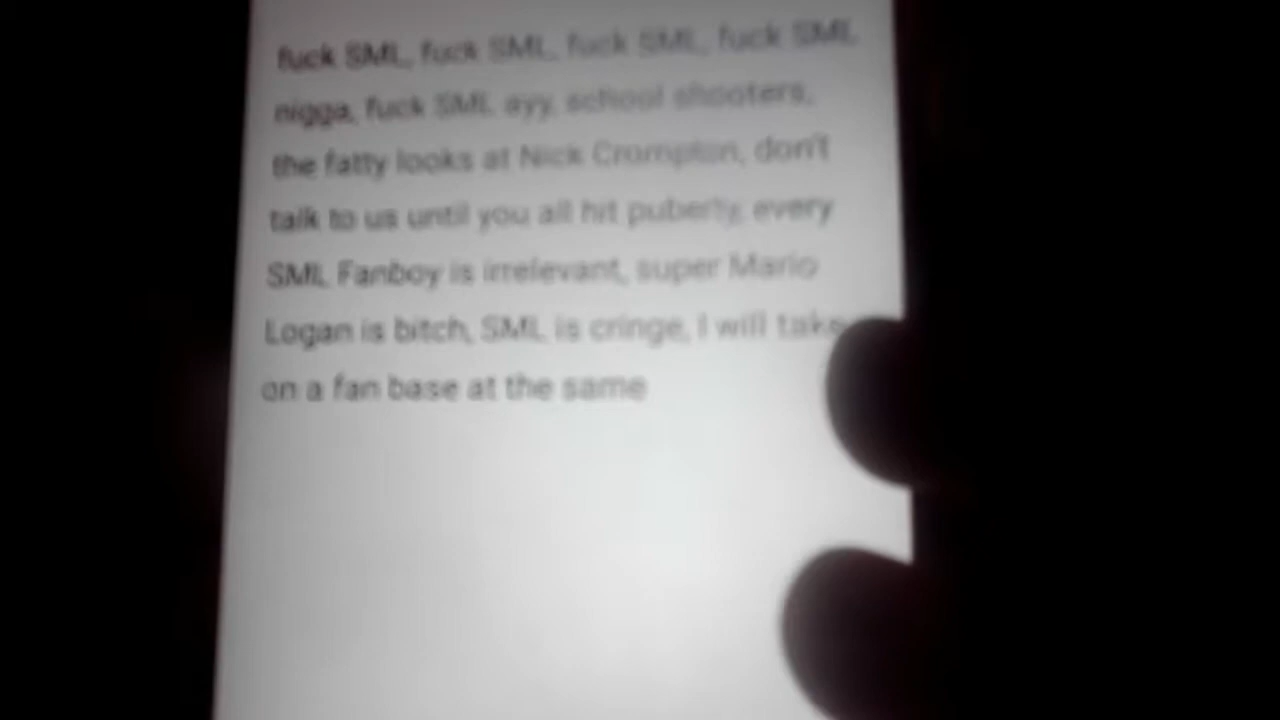 fuck SML, fuck SML, fuck SML, fuck SML
nigga, fuck SML ayy, school shooters,
the fatty looks at Nick Crompton, don't
talk to us until you all hit puberty, every
SML Fanboy is irrelevant, super Mario
Logan is bitch, SML is cringe, I will take
on a fan base at the same